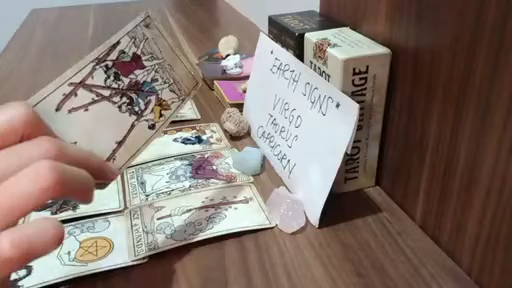 *EARTH SIGNS*
VIRGO
TAURUS
CAPRICORN
TAROT
TAROT VINTAGE